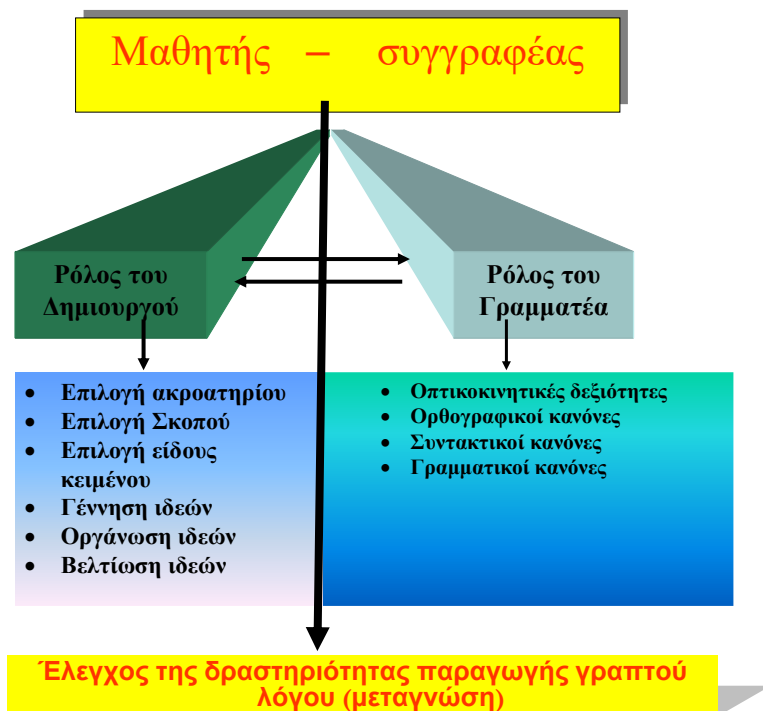 Μαθητής – συγγραφέας
Ρόλος του
Δημιουργού
Ρόλος του
Γραμματέα
• Επιλογή ακροατηρίου
• Επιλογή Σκοπού
• Επιλογή είδους
κειμένου
• Γέννηση ιδεών
• Οργάνωση ιδεών
• Βελτίωση ιδεών
• Οπτικοκινητικές δεξιότητες
• Ορθογραφικοί κανόνες
• Συντακτικοί κανόνες
• Γραμματικοί κανόνες
Έλεγχος της δραστηριότητας παραγωγής γραπτού
λόγου (μεταγνώση)